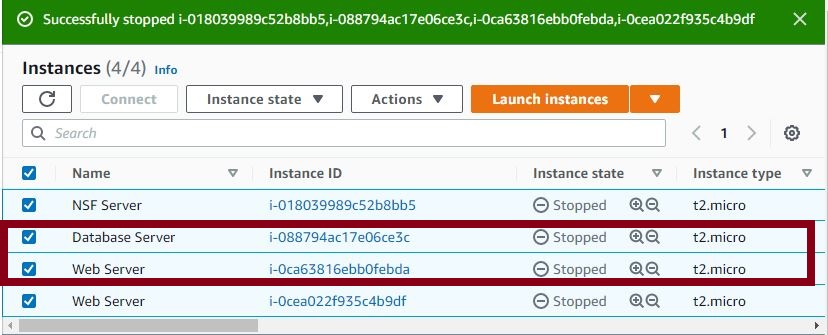 Successfully stopped i-018039989c52b8bb5,i-088794ac17e06ce3c,i-0ca63816ebb0febda,i-0cea022f935c4b9df
Instances (4/4) Info
Connect Instance state Actions Launch instances
Search 1
Name Instance ID Instance state Instance type
NSF Server i-018039989c52b8bb5 Stopped t2.micro
Database Server i-088794ac17e06ce3c Stopped t2.micro
Web Server i-0ca63816ebb0febda Stopped t2.micro
Web Server i-0cea022f935c4b9df Stopped t2.micro